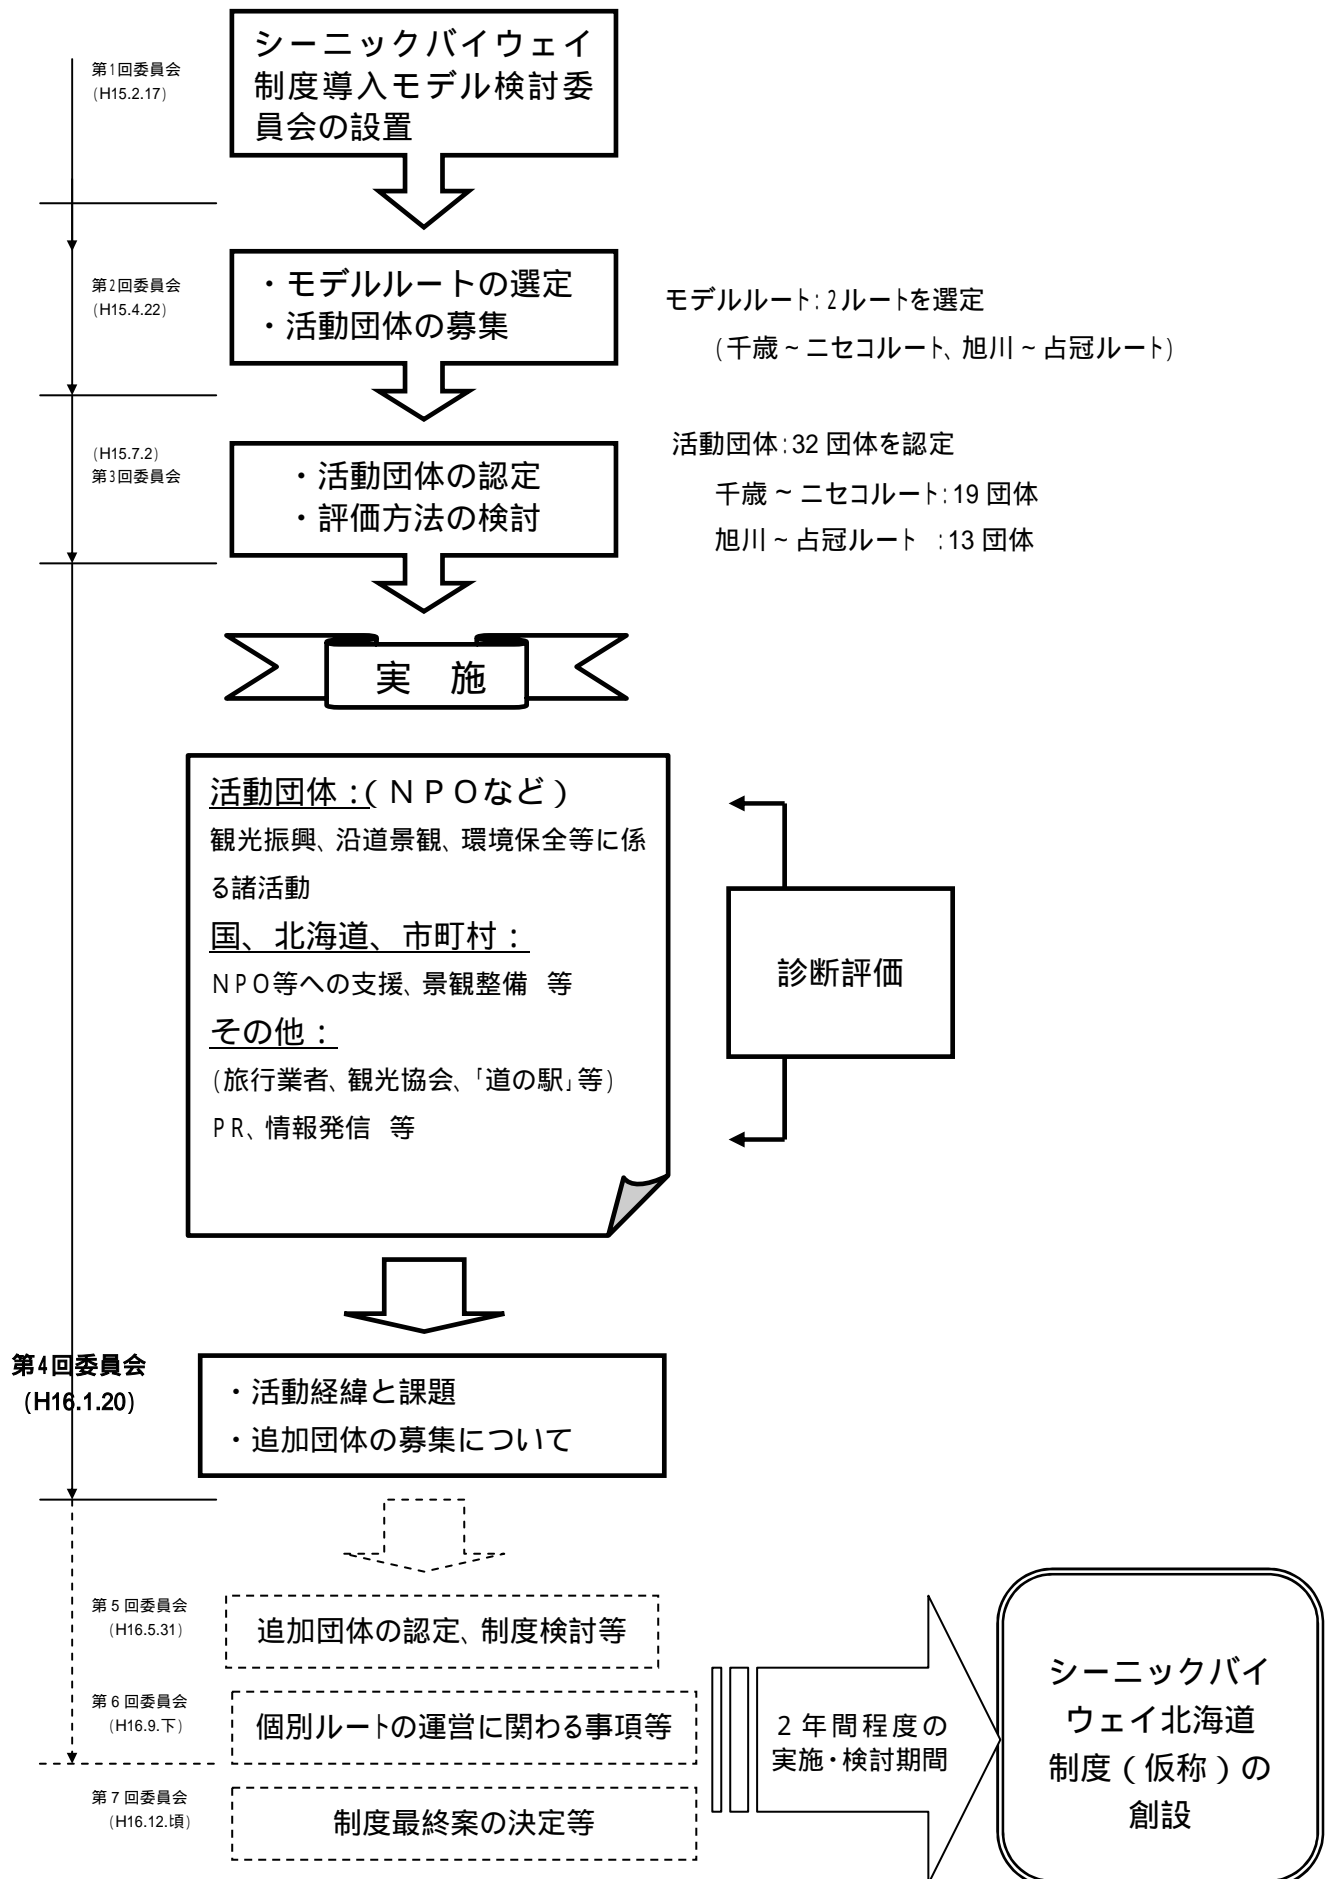 第1回委員会
(H15.2.17)
シーニックバイウェイ
制度導入モデル検討委
員会の設置
第2回委員会
(H15.4.22)
・モデルルートの選定
・活動団体の募集
モデルルート：2ルートを選定
(千歳～ニセコルート、旭川～占冠ルート)
(H15.7.2)
第3回委員会
・活動団体の認定
・評価方法の検討
活動団体：32 団体を認定
千歳～ニセコルート：19 団体
旭川～占冠ルート ：13 団体
実 施
活動団体：(ＮＰＯなど)
観光振興、沿道景観、環境保全等に係
る諸活動
国、北海道、市町村：
NPO等への支援、景観整備 等
その他：
(旅行業者、観光協会、「道の駅」等)
PR、情報発信 等
診断評価
第4回委員会
(H16.1.20)
・活動経緯と課題
・追加団体の募集について
第5回委員会
(H16.5.31)
追加団体の認定、制度検討等
第6回委員会
(H16.9.下)
個別ルートの運営に関わる事項等
第7回委員会
(H16.12.頃)
制度最終案の決定等
２年間程度の
実施・検討期間
シーニックバイ
ウェイ北海道
制度（仮称）の
創設